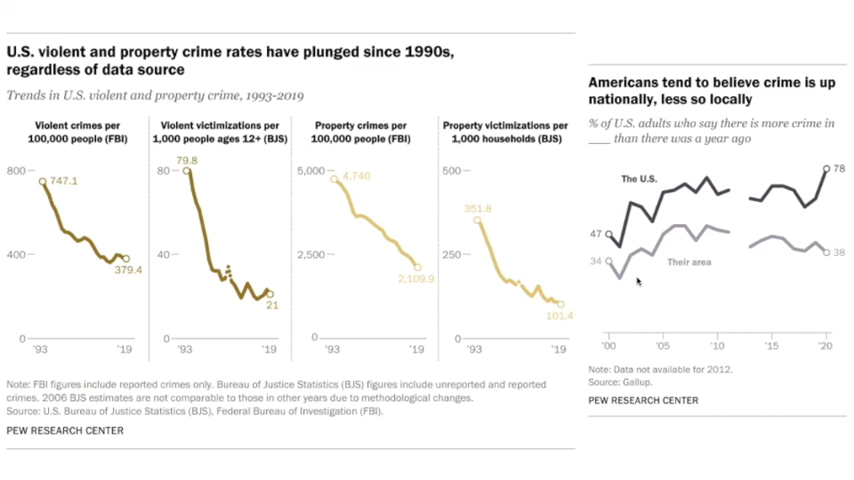 U.S. violent and property crime rates have plunged since 1990s,
regardless of data source
Trends in U.S. violent and property crime, 1993-2019
Violent crimes per
100,000 people (FBI)
800
747.1
400
379.4
0
'93
'19
Violent victimizations per
1,000 people ages 12+ (BJS)
79.8
80
40
21
0
'93
'19
Property crimes per
100,000 people (FBI)
5,000
4,740
2,500
2,109.9
0
'93
'19
Property victimizations per
1,000 households (BJS)
500
351.8
250
101.4
0
'93
'19
Note: FBI figures include reported crimes only. Bureau of Justice Statistics (BJS) figures include unreported and reported
crimes. 2006 BJS estimates are not comparable to those in other years due to methodological changes.
Source: U.S. Bureau of Justice Statistics (BJS), Federal Bureau of Investigation (FBI).
PEW RESEARCH CENTER
Americans tend to believe crime is up
nationally, less so locally
% of U.S. adults who say there is more crime in
___ than there was a year ago
The U.S.
78
47
34
Their area
38
'00
'05
'10
'15
'20
Note: Data not available for 2012.
Source: Gallup.
PEW RESEARCH CENTER